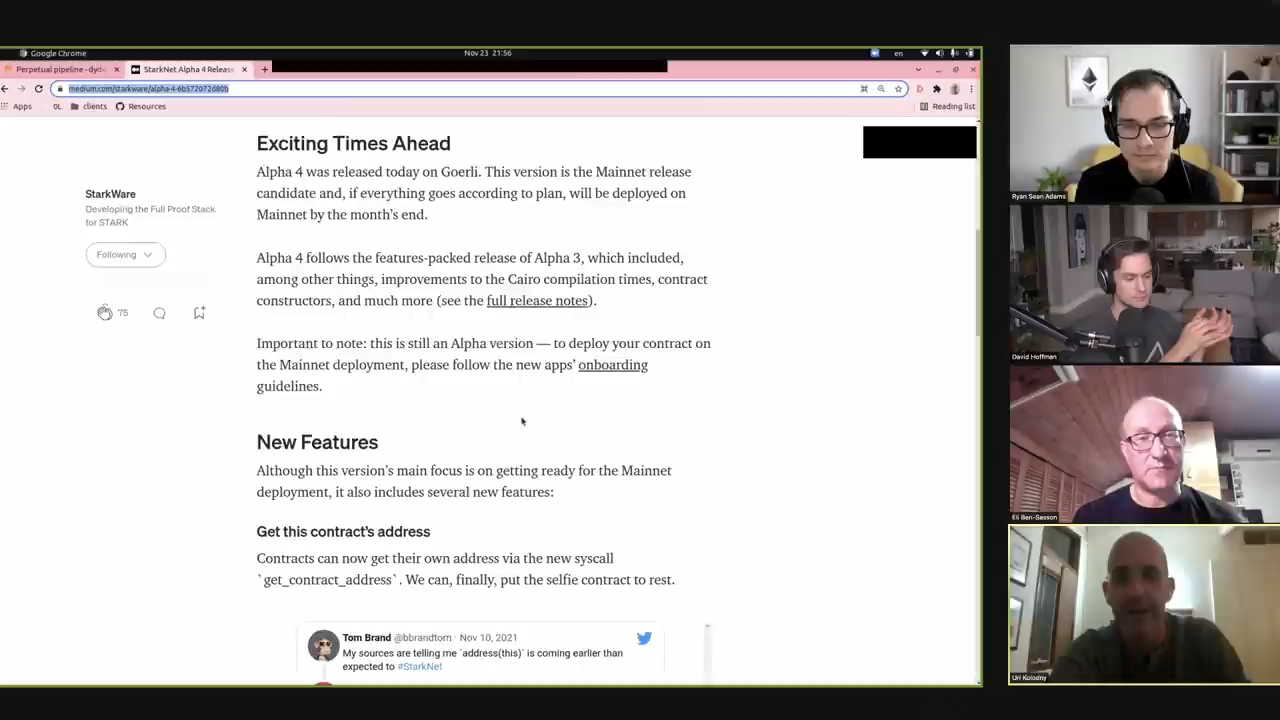 Google Chrome
Nov 23 21:56
en
Perpetual pipeline - dyde
StarkNet Alpha 4 Release
medium.com/starkware/alpha-4-6b572072d80b
Apps
0L
clients
Resources
Reading list
StarkWare
Developing the Full Proof Stack
for STARK
Following
75
Exciting Times Ahead
Alpha 4 was released today on Goerli. This version is the Mainnet release
candidate and, if everything goes according to plan, will be deployed on
Mainnet by the month's end.
Alpha 4 follows the features-packed release of Alpha 3, which included,
among other things, improvements to the Cairo compilation times, contract
constructors, and much more (see the full release notes).
Important to note: this is still an Alpha version — to deploy your contract on
the Mainnet deployment, please follow the new apps' onboarding
guidelines.
New Features
Although this version's main focus is on getting ready for the Mainnet
deployment, it also includes several new features:
Get this contract's address
Contracts can now get their own address via the new syscall
`get_contract_address`. We can, finally, put the selfie contract to rest.
Tom Brand @bbrandtom · Nov 10, 2021
My sources are telling me `address(this)` is coming earlier than
expected to #StarkNet
Ryan Sean Adams
David Hoffman
Eli Ben-Sasson
Uri Kolodny